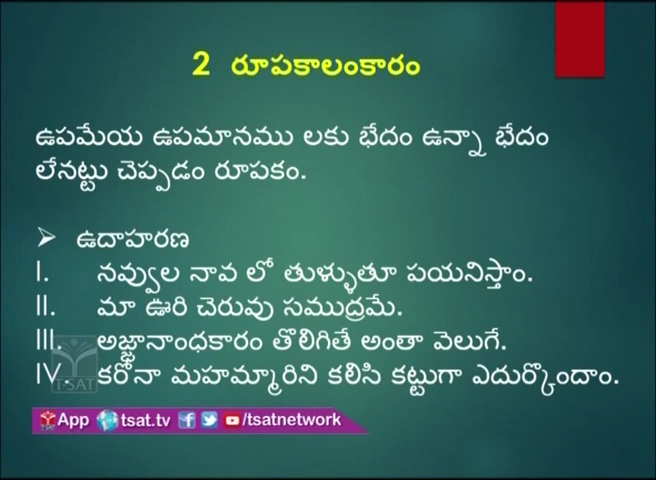 2 రూపకాలంకారం
ఉపమేయ ఉపమానము లకు భేదం ఉన్నా భేదం
లేనట్టు చెప్పడం రూపకం.
➤ ఉదాహరణ
I. నవ్వుల నావ లో తుళ్ళుతూ పయనిస్తాం.
II. మా ఊరి చెరువు సముద్రమే.
III. అజ్ఞానాంధకారం తొలిగితే అంతా వెలుగే.
IV. కరోనా మహమ్మారిని కలిసి కట్టుగా ఎదుర్కొందాం.
T-SAT
App tsat.tv /tsatnetwork